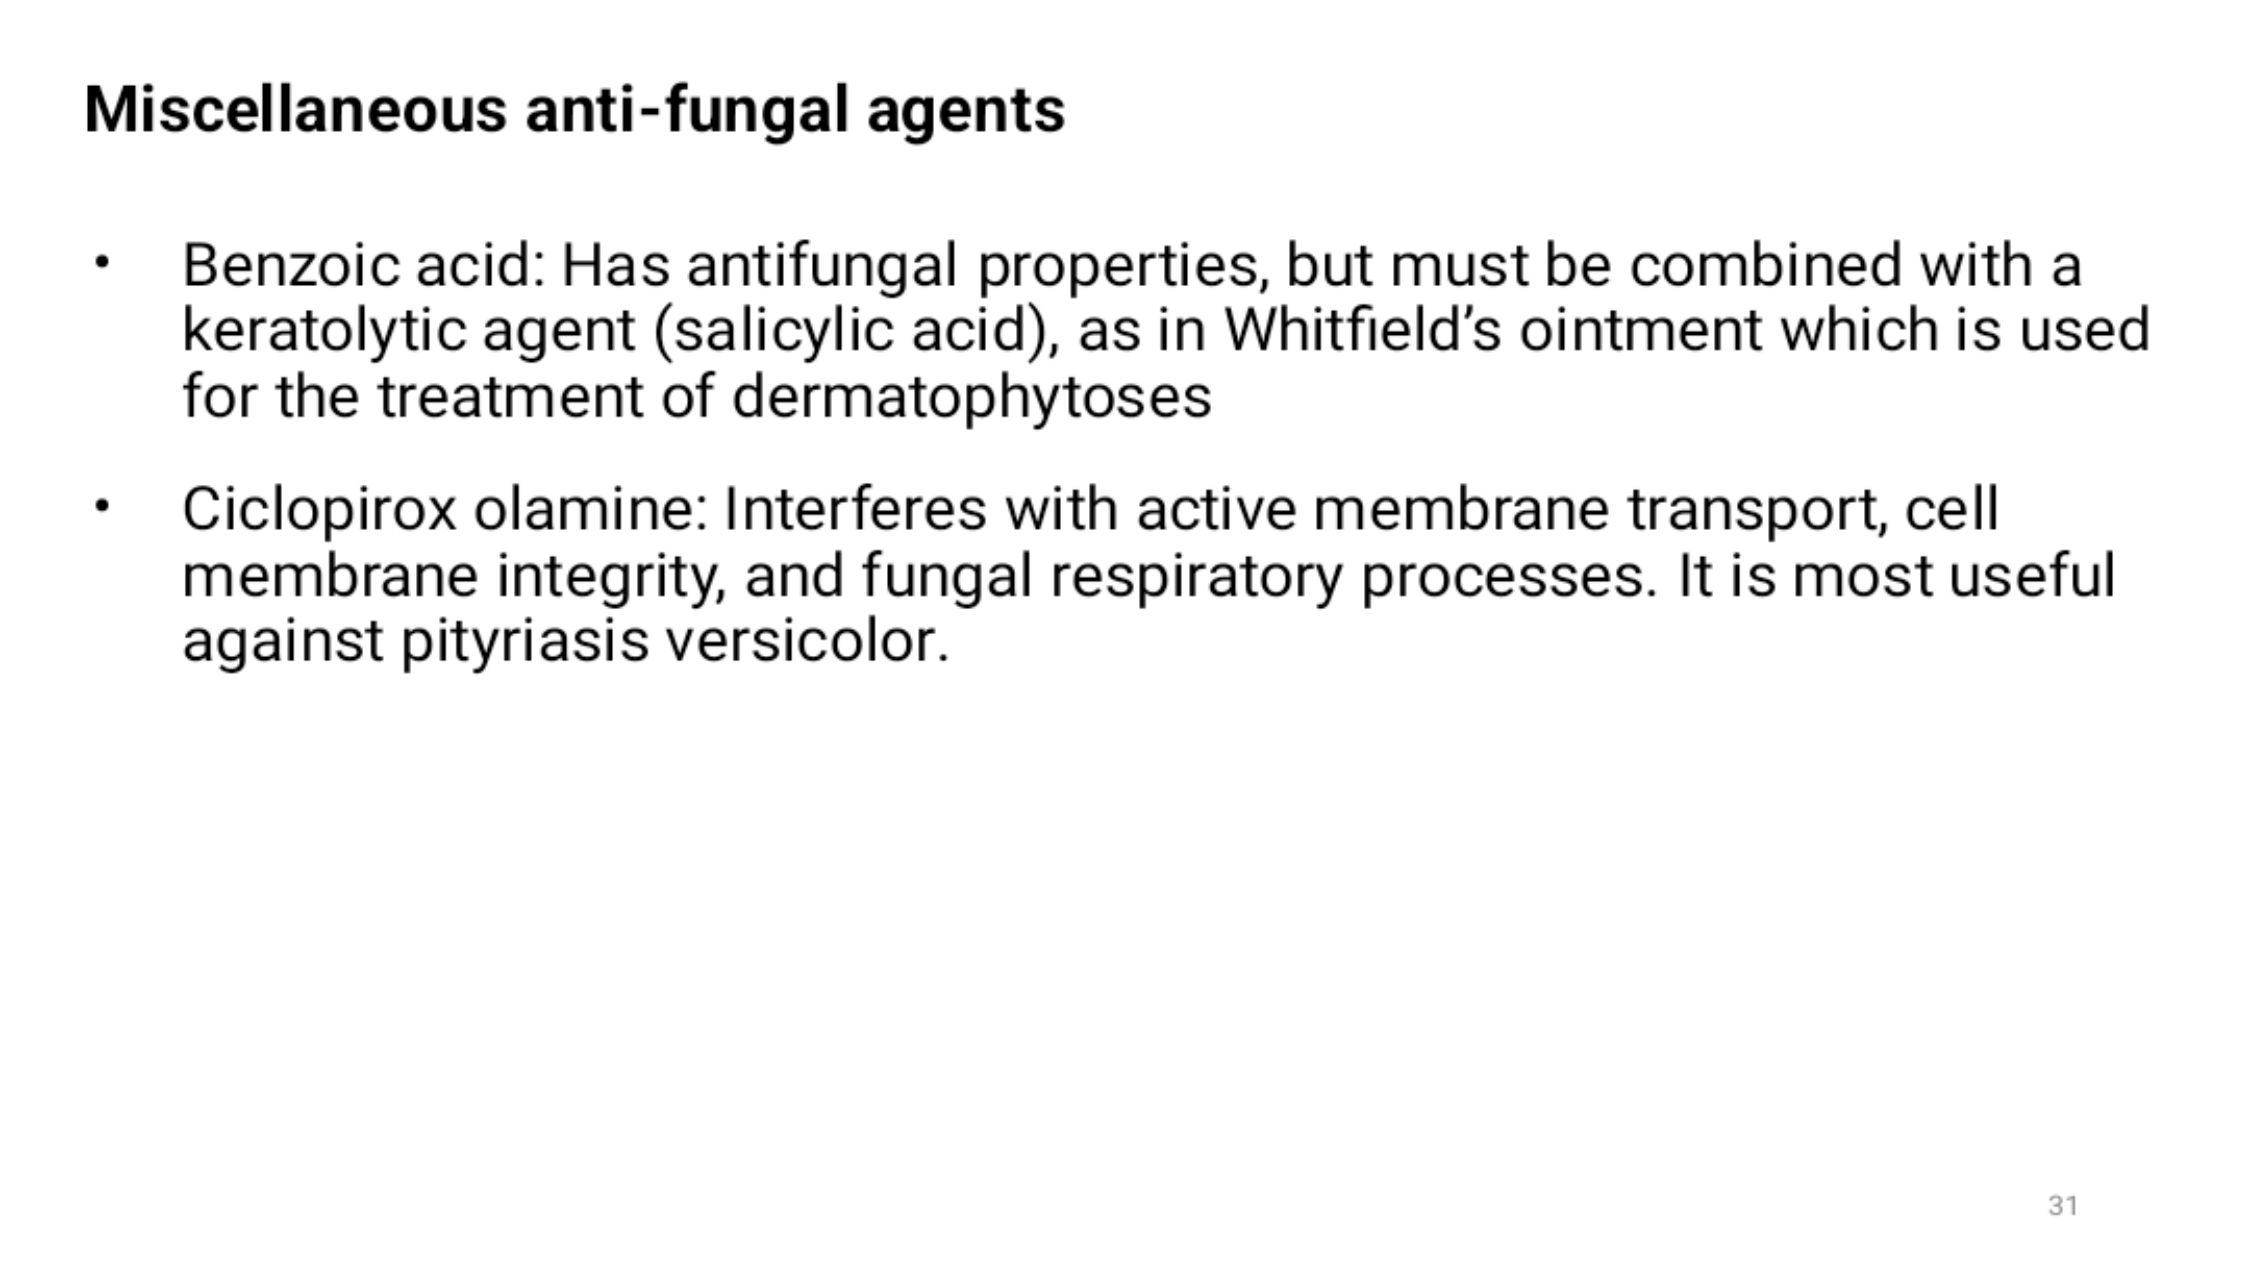 Miscellaneous anti-fungal agents
• Benzoic acid: Has antifungal properties, but must be combined with a
keratolytic agent (salicylic acid), as in Whitfield’s ointment which is used
for the treatment of dermatophytoses
• Ciclopirox olamine: Interferes with active membrane transport, cell
membrane integrity, and fungal respiratory processes. It is most useful
against pityriasis versicolor.
31